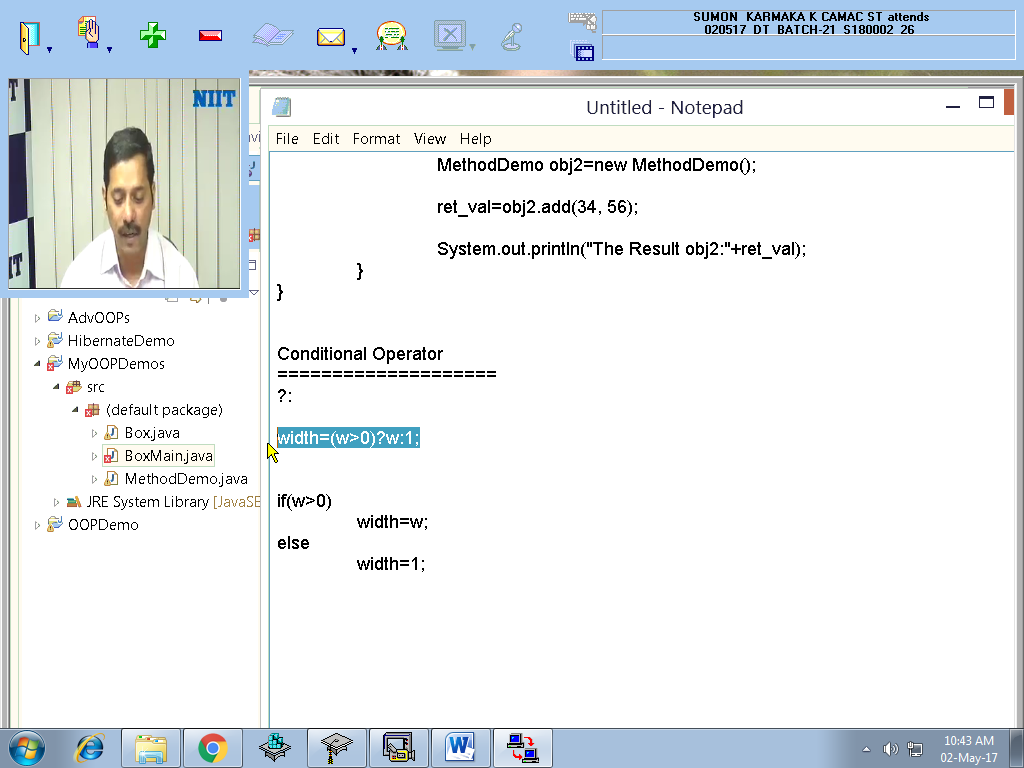 SUMON KARMAKA K CAMAC ST attends
020517 DT BATCH-21 S180002 26
NIIT
Untitled - Notepad
File Edit Format View Help
MethodDemo obj2=new MethodDemo();
ret_val=obj2.add(34, 56);
System.out.println("The Result obj2:"+ret_val);
}
}
Conditional Operator
====================
?:
width=(w>0)?w:1;
if(w>0)
width=w;
else
width=1;
AdvOOPs
HibernateDemo
MyOOPDemos
src
(default package)
Box.java
BoxMain.java
MethodDemo.java
JRE System Library [JavaSE
OOPDemo
10:43 AM
02-May-17